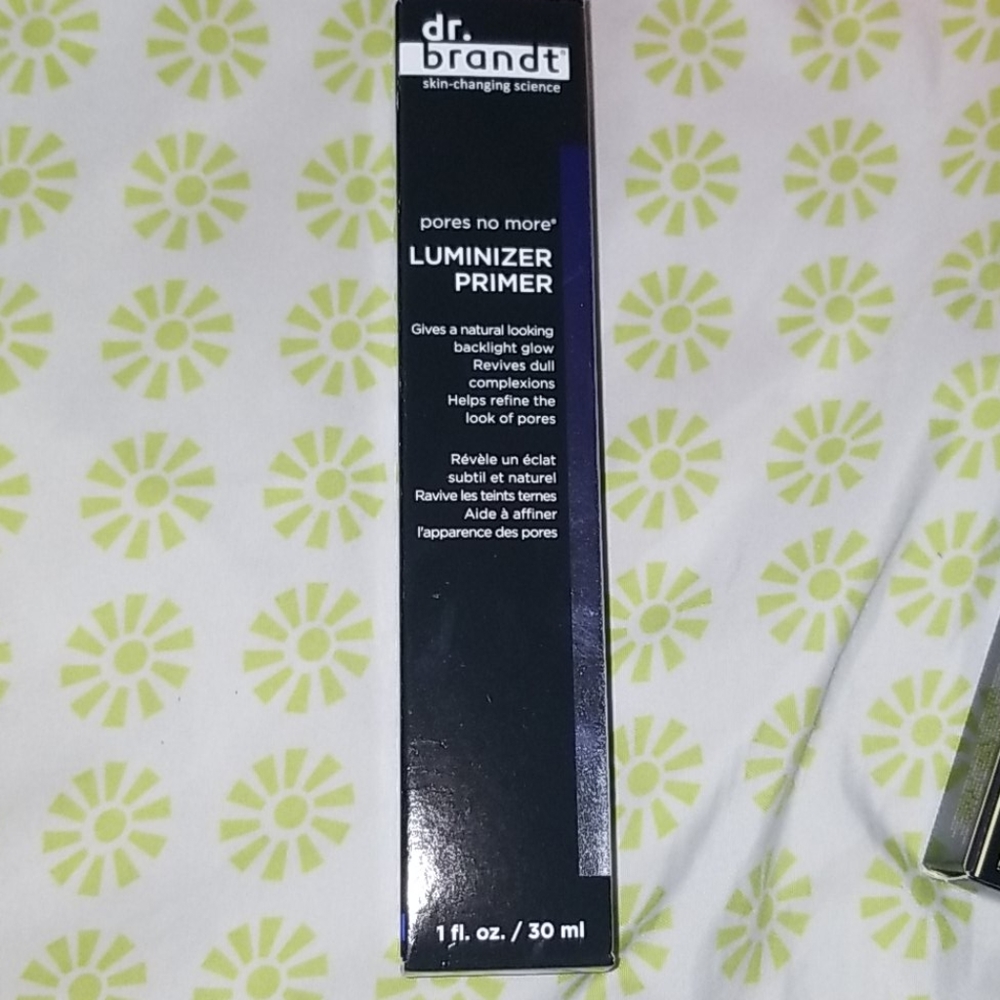 dr.
brandt®
skin-changing science
pores no more®
LUMINIZER
PRIMER
Gives a natural looking
backlight glow
Revives dull
complexions
Helps refine the
look of pores
Révèle un éclat
subtil et naturel
Ravive les teints ternes
Aide à affiner
l'apparence des pores
1 fl. oz. / 30 ml